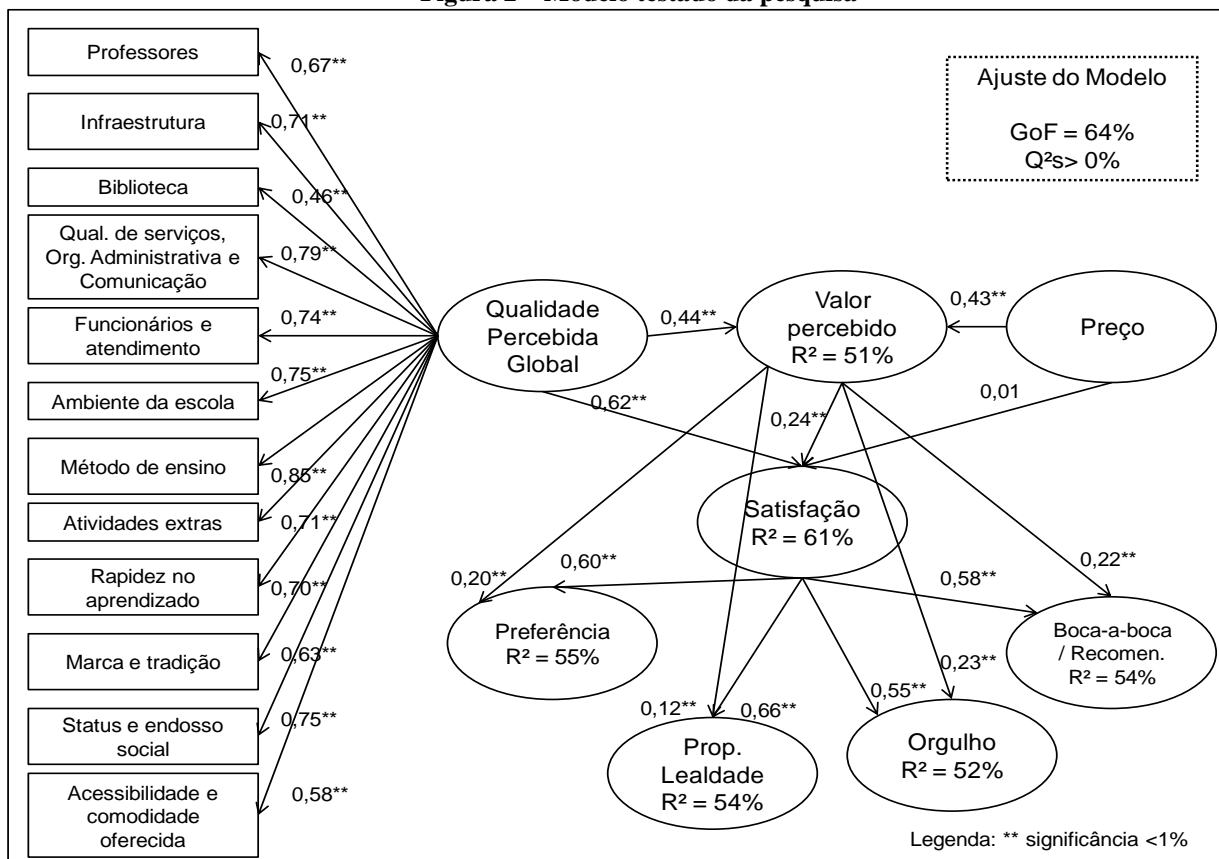 Figura 2 – Modelo testado da pesquisa
Professores
0,67**
Infraestrutura
0,71**
Biblioteca
0,46**
Qual. de serviços,
Org. Administrativa e
Comunicação
0,79**
Funcionários e
atendimento
0,74**
Ambiente da escola
0,75**
Método de ensino
0,85**
Atividades extras
0,71**
Rapidez no
aprendizado
0,70**
Marca e tradição
0,63**
Status e endosso
social
0,75**
Acessibilidade e
comodidade
oferecida
0,58**
Ajuste do Modelo
GoF = 64%
Q²s> 0%
Qualidade
Percebida
Global
0,44**
Valor
percebido
R² = 51%
0,43**
Preço
0,62**
0,24**
0,01
Satisfação
R² = 61%
0,20**
0,60**
0,58**
0,22**
Preferência
R² = 55%
0,12**
0,66**
0,55**
0,23**
Boca-a-boca
/ Recomen.
R² = 54%
Prop.
Lealdade
R² = 54%
Orgulho
R² = 52%
Legenda: ** significância <1%